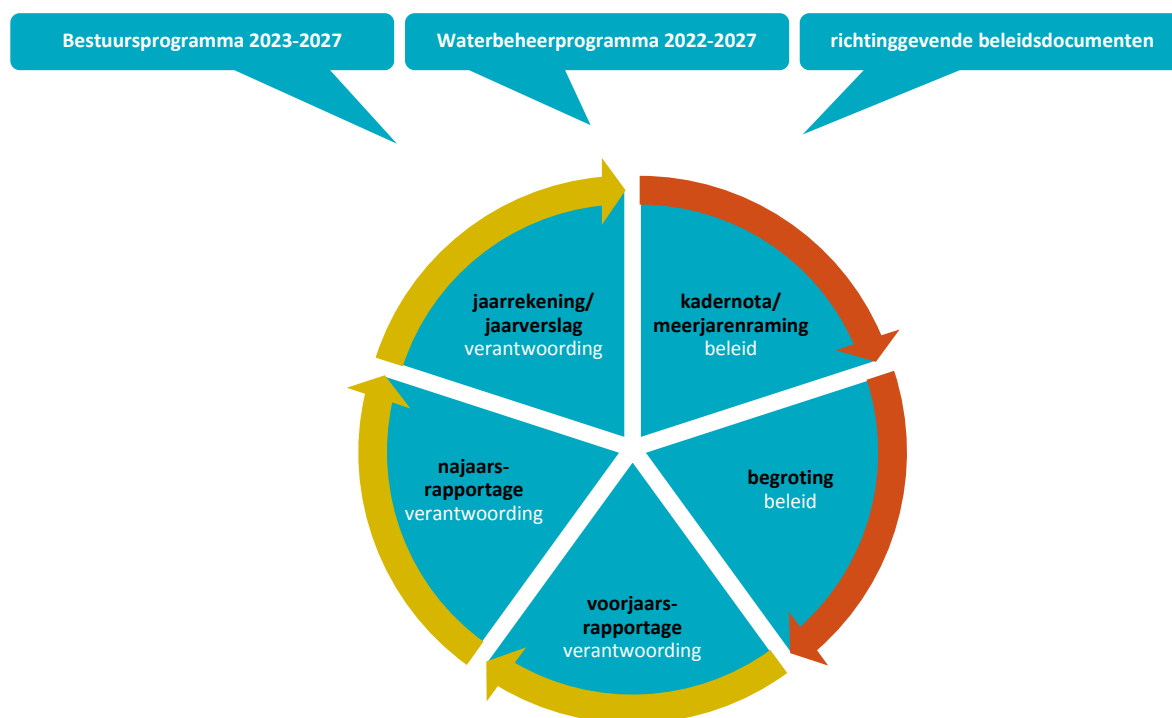 Bestuursprogramma 2023-2027
Waterbeheerprogramma 2022-2027
richtinggevende beleidsdocumenten
jaarrekening/
jaarverslag
verantwoording
kadernota/
meerjarenraming
beleid
najaars-
rapportage
verantwoording
begroting
beleid
voorjaars-
rapportage
verantwoording